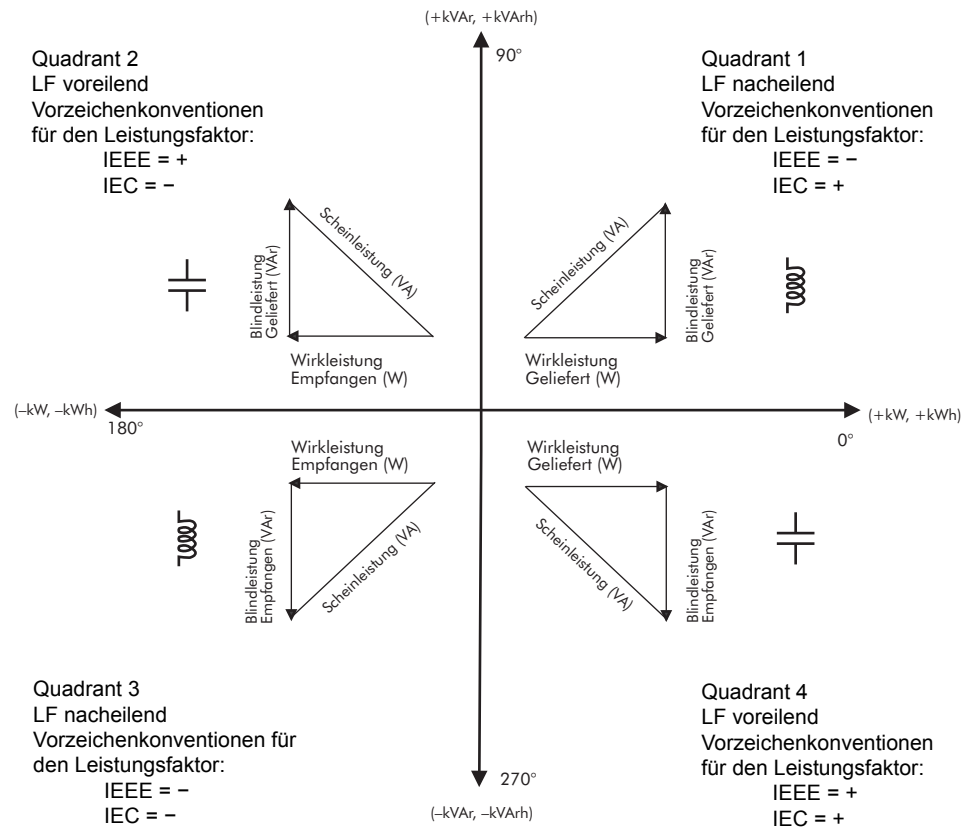 (+kVAr, +kVArh)
90°
Quadrant 2
LF voreilend
Vorzeichenkonventionen
für den Leistungsfaktor:
IEEE = +
IEC = −
Quadrant 1
LF nacheilend
Vorzeichenkonventionen
für den Leistungsfaktor:
IEEE = −
IEC = +
Blindleistung
Geliefert (VAr)
Scheinleistung (VA)
Wirkleistung
Empfangen (W)
Scheinleistung (VA)
Blindleistung
Geliefert (VAr)
Wirkleistung
Geliefert (W)
(–kW, –kWh)
180°
(+kW, +kWh)
0°
Wirkleistung
Empfangen (W)
Blindleistung
Empfangen (VAr)
Scheinleistung (VA)
Wirkleistung
Geliefert (W)
Scheinleistung (VA)
Blindleistung
Empfangen (VAr)
Quadrant 3
LF nacheilend
Vorzeichenkonventionen für
den Leistungsfaktor:
IEEE = −
IEC = −
Quadrant 4
LF voreilend
Vorzeichenkonventionen
für den Leistungsfaktor:
IEEE = +
IEC = +
270°
(–kVAr, –kVArh)